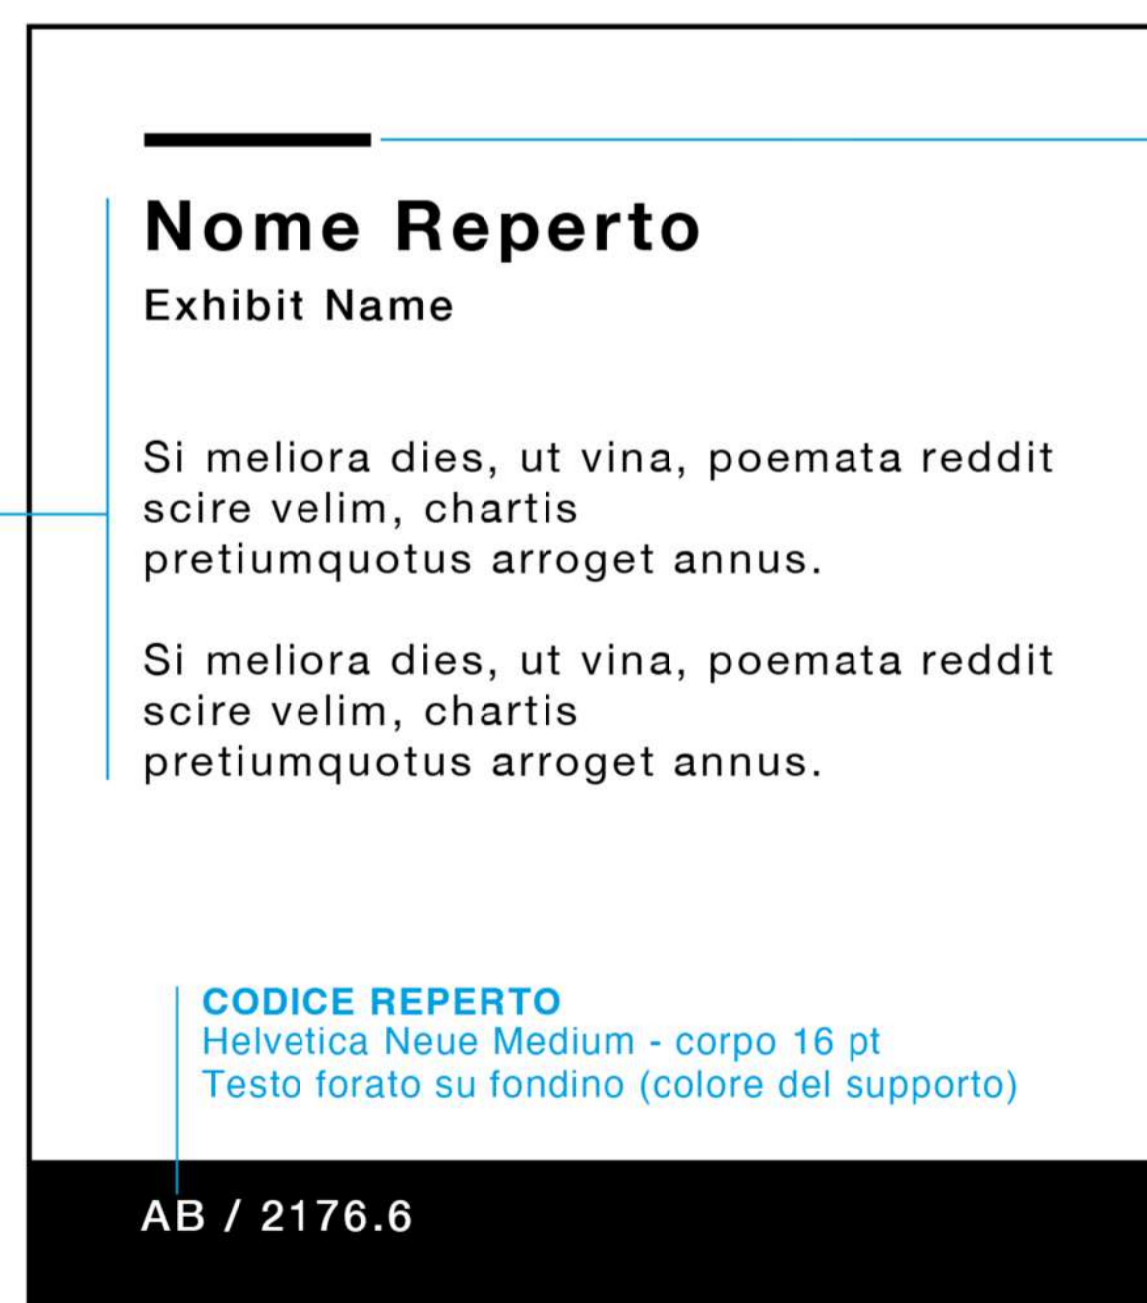 Nome Reperto
Exhibit Name
Si meliora dies, ut vina, poemata reddit
scire velim, chartis
pretiumquotus arroget annus.
Si meliora dies, ut vina, poemata reddit
scire velim, chartis
pretiumquotus arroget annus.
CODICE REPERTO
Helvetica Neue Medium - corpo 16 pt
Testo forato su fondino (colore del supporto)
AB / 2176.6